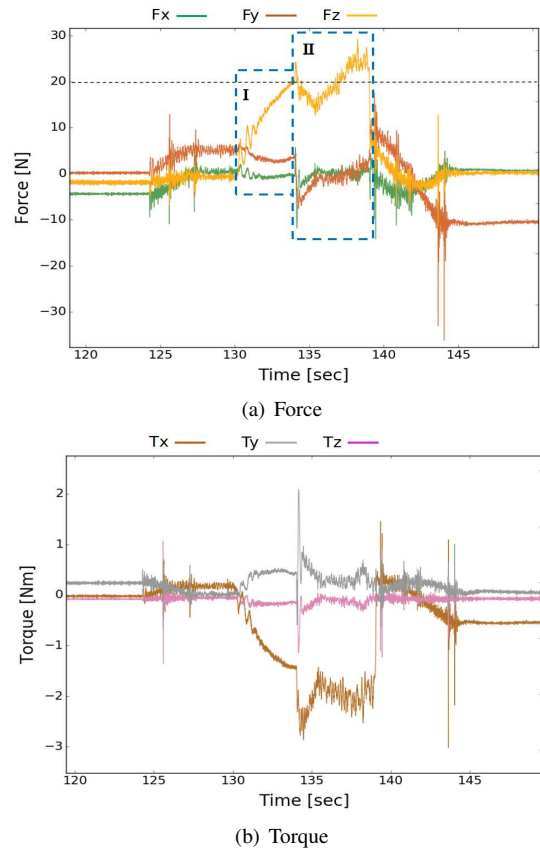 Fx Fy Fz
30
20
10
0
−10
−20
−30
I
II
Force [N]
120 125 130 135 140 145
Time [sec]
(a) Force
Tx Ty Tz
2
1
0
−1
−2
−3
Torque [Nm]
120 125 130 135 140 145
Time [sec]
(b) Torque